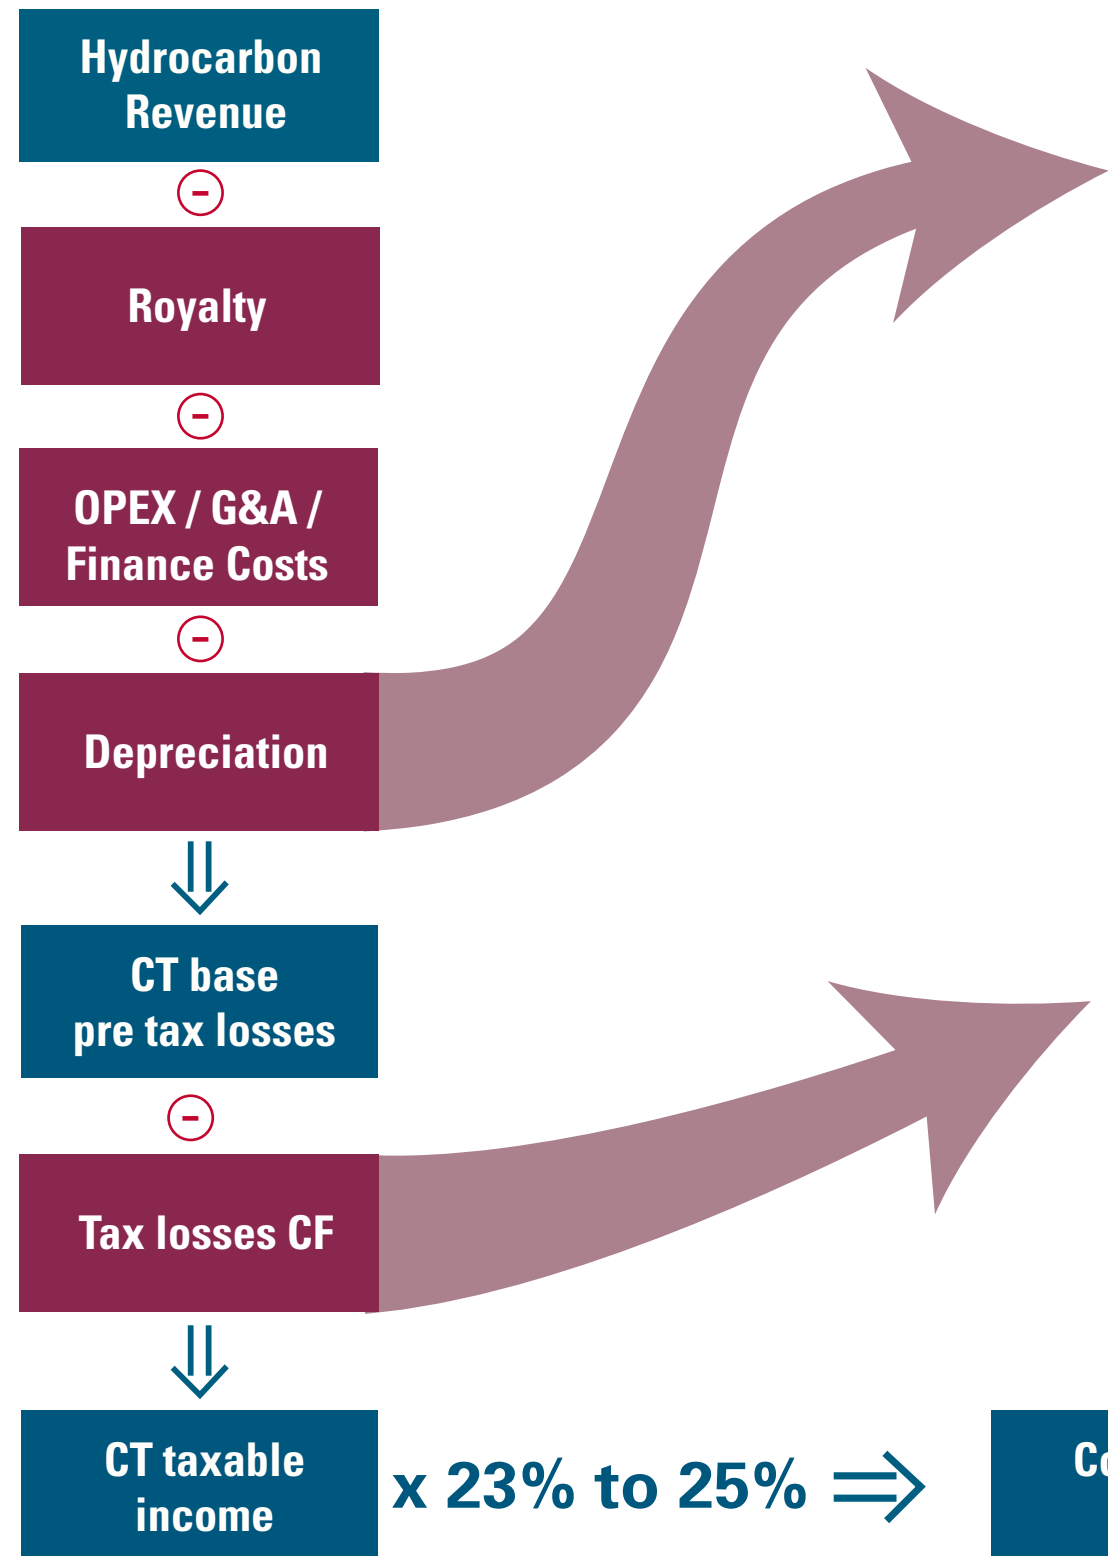 Hydrocarbon
Revenue
-
Royalty
-
OPEX / G&A /
Finance Costs
-
Depreciation
CT base
pre tax losses
-
Tax losses CF
CT taxable
income
x 23% to 25%